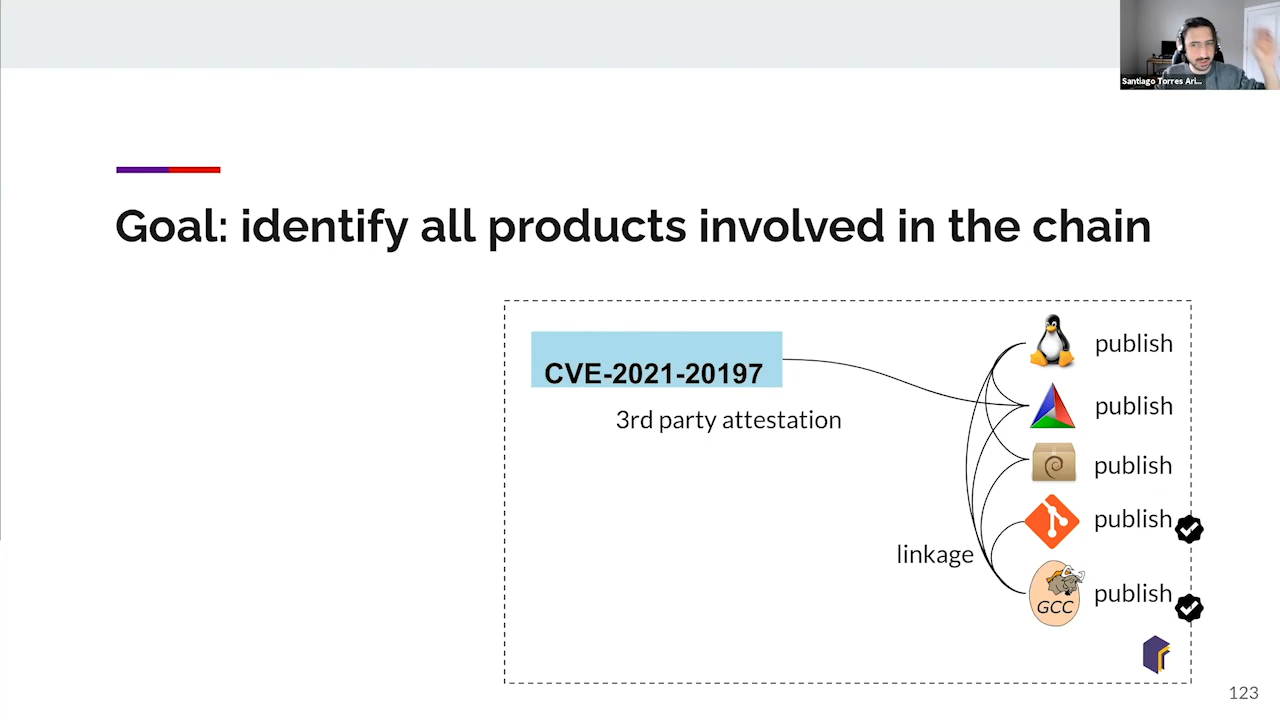 Santiago Torres Ari...
Goal: identify all products involved in the chain
CVE-2021-20197
3rd party attestation
publish
publish
publish
publish
linkage
publish
GCC
123